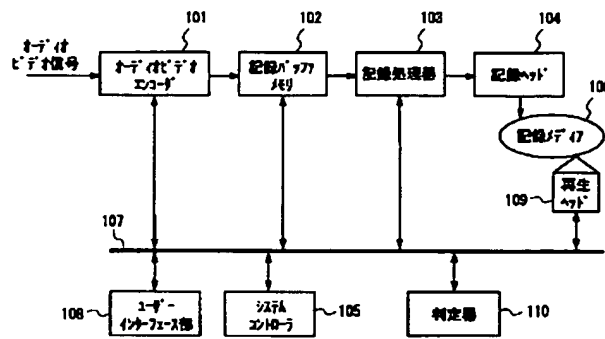 101
102
103
104
オーディオ
ビデオ信号
オーディオビデオ
エンコーダ
記録バッファ
メモリ
記録処理器
記録ヘッド
記録メディア
再生
ヘッド
109
107
108
ユーザー
インターフェース部
システム
コントローラ
105
判定器
110